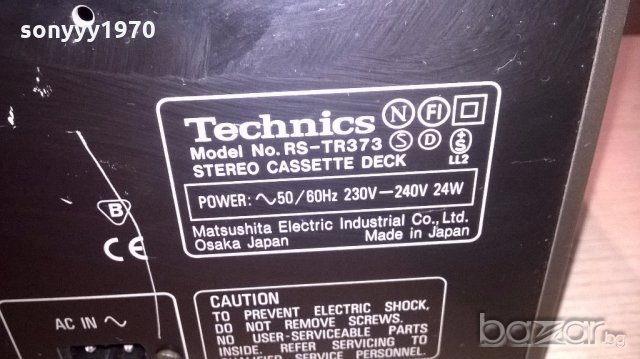 sonyyy1970
Technics N FI
Model No. RS-TR373 S D S
STEREO CASSETTE DECK LL2
POWER: ~50/60Hz 230V—240V 24W
Matsushita Electric Industrial Co., Ltd.
Osaka Japan Made in Japan
B
CE
AC IN ~
CAUTION
TO PREVENT ELECTRIC SHOCK,
DO NOT REMOVE SCREWS.
NO USER-SERVICEABLE PARTS
INSIDE. REFER SERVICING TO
QUALIFIED SERVICE PERSONNEL.
bazar.bg